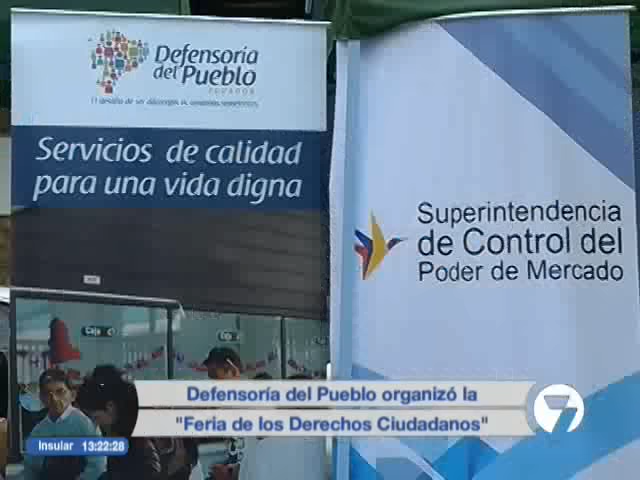 Defensoría
del Pueblo
ECUADOR
Servicios de calidad
para una vida digna
Superintendencia
de Control del
Poder de Mercado
Caja
Caja
Defensoría del Pueblo organizó la
"Feria de los Derechos Ciudadanos"
7
Insular 13:22:28